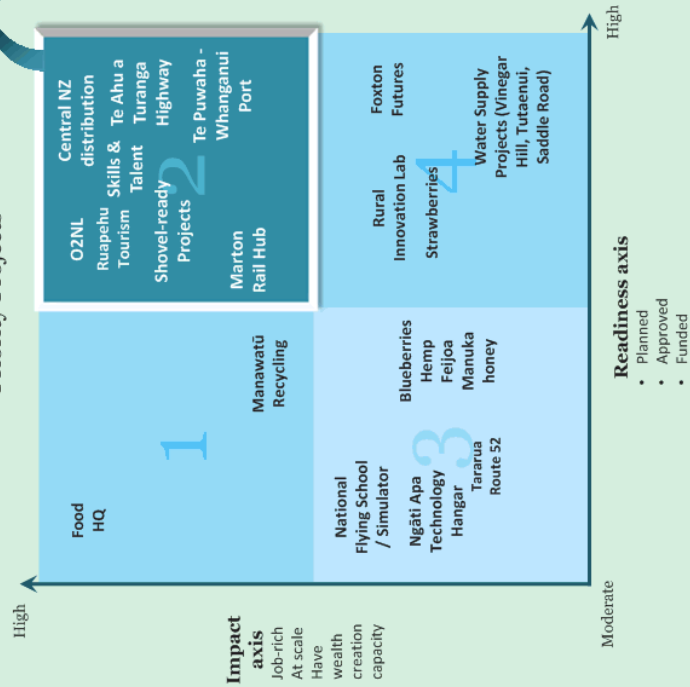 High
Impact
axis
Job-rich
At scale
Have
wealth
creation
capacity
1
Food
HQ
Manawatū
Recycling
2
O2NL
Central NZ
distribution
Ruapehu
Tourism
Skills &
Talent
Te Ahu a
Turanga
Highway
Shovel-ready
Projects
Te Puwaha -
Whanganui
Port
Marton
Rail Hub
3
National
Flying School
/ Simulator
Ngāti Apa
Technology
Hangar
Tararua
Route 52
Blueberries
Hemp
Feijoa
Manuka
honey
4
Rural
Innovation Lab
Foxton
Futures
Strawberries
Water Supply
Projects (Vinegar
Hill, Tutaenui,
Saddle Road)
Moderate
High
Readiness axis
• Planned
• Approved
• Funded